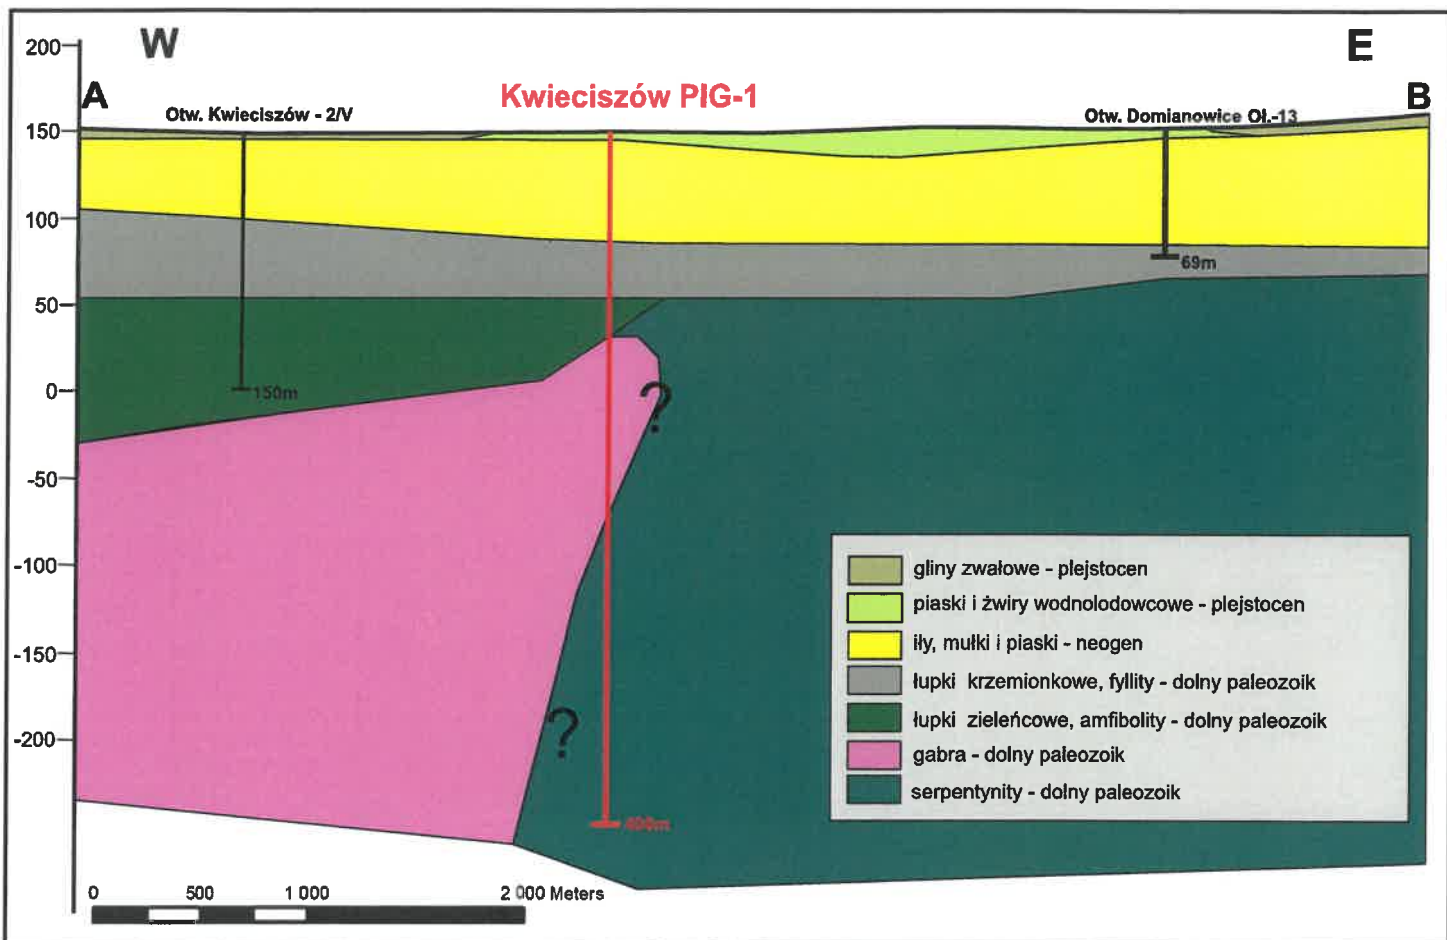 W
E
200
A
Otw. Kwieciszów - 2/V
Kwieciszów PIG-1
Otw. Domianowice Oł.-13
B
150
100
69m
50
0
150m
?
-50
-100
-150
-200
?
400m
gliny zwałowe - plejstocen
piaski i żwiry wodnolodowcowe - plejstocen
iły, mułki i piaski - neogen
łupki krzemionkowe, fyllity - dolny paleozoik
łupki zieleńcowe, amfibolity - dolny paleozoik
gabra - dolny paleozoik
serpentynity - dolny paleozoik
0 500 1 000 2 000 Meters